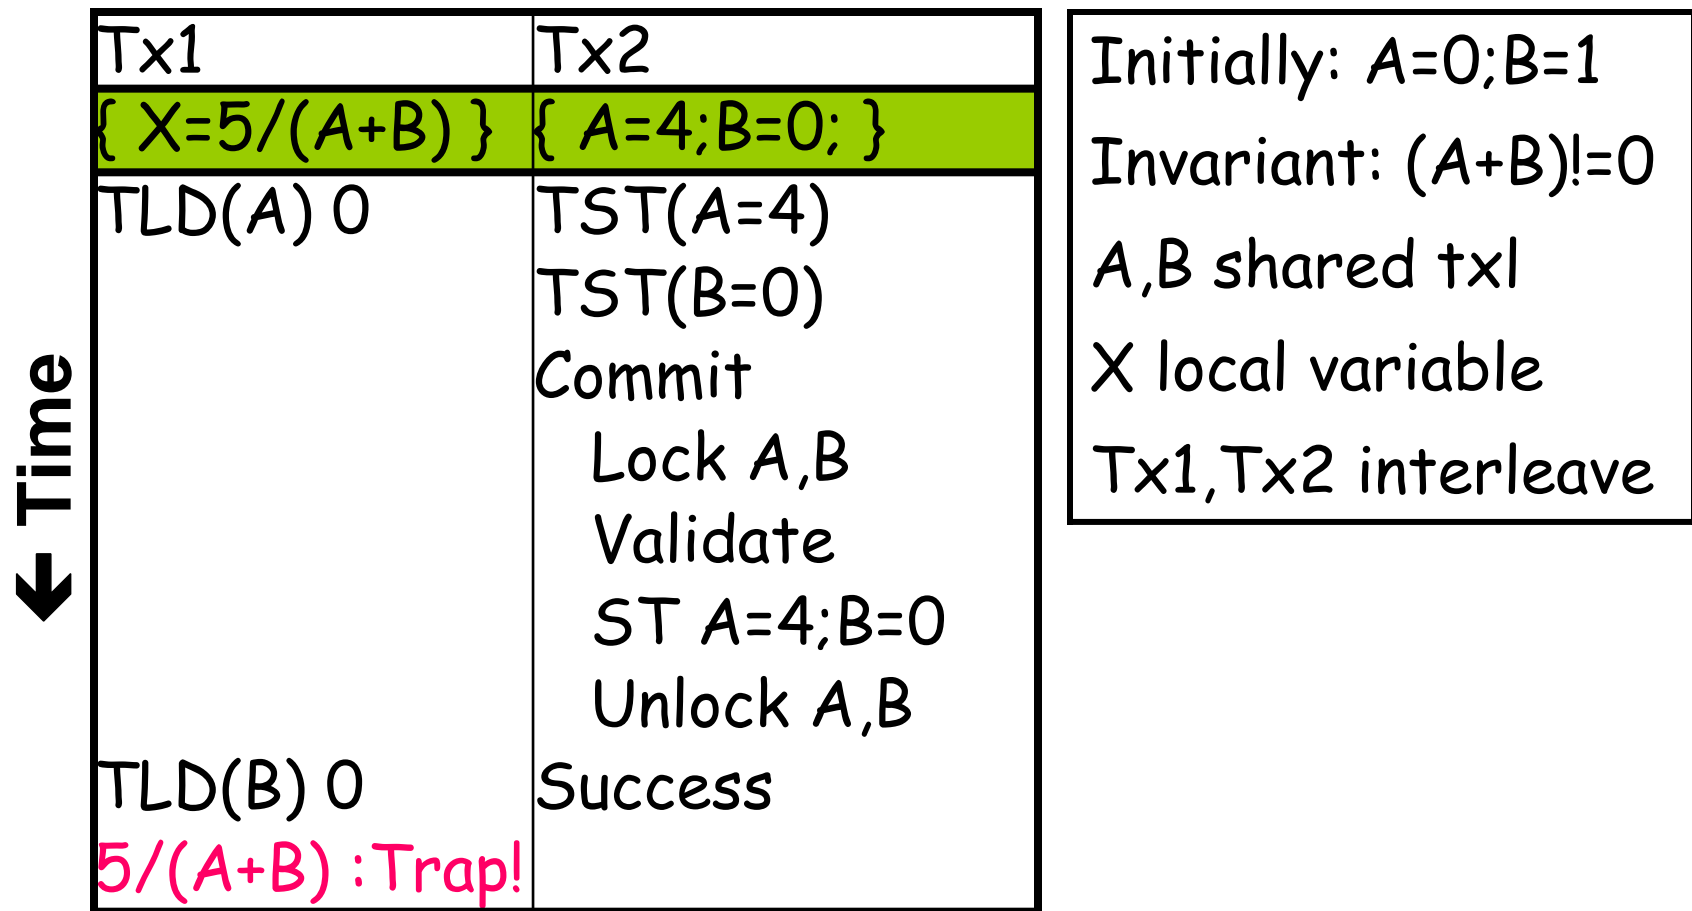 Tx1 Tx2
{ X=5/(A+B) } { A=4;B=0; }
TLD(A) 0 TST(A=4)
TST(B=0)
Commit
Lock A,B
Validate
ST A=4;B=0
Unlock A,B
TLD(B) 0 Success
5/(A+B) :Trap!
← Time
Initially: A=0;B=1
Invariant: (A+B)!=0
A,B shared txl
X local variable
Tx1,Tx2 interleave